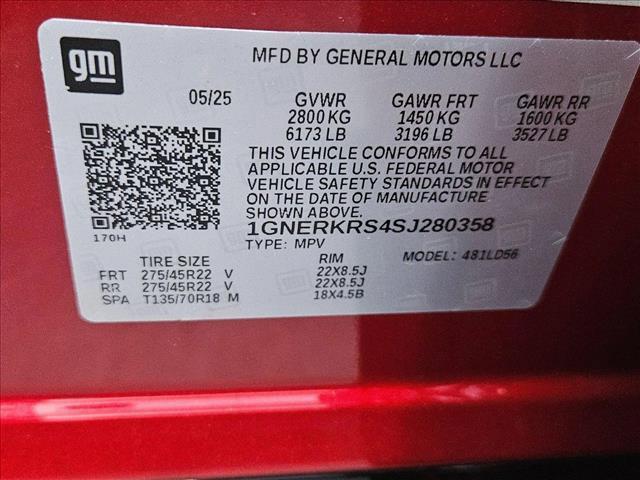 gm
MFD BY GENERAL MOTORS LLC
05/25 GVWR GAWR FRT GAWR RR
2800 KG 1450 KG 1600 KG
6173 LB 3196 LB 3527 LB
THIS VEHICLE CONFORMS TO ALL
APPLICABLE U.S. FEDERAL MOTOR
VEHICLE SAFETY STANDARDS IN EFFECT
ON THE DATE OF MANUFACTURE
SHOWN ABOVE.
170H
1GNERKRS4SJ280358
TYPE: MPV MODEL: 481LD56
TIRE SIZE RIM
FRT 275/45R22 V 22X8.5J
RR 275/45R22 V 22X8.5J
SPA T135/70R18 M 18X4.5B